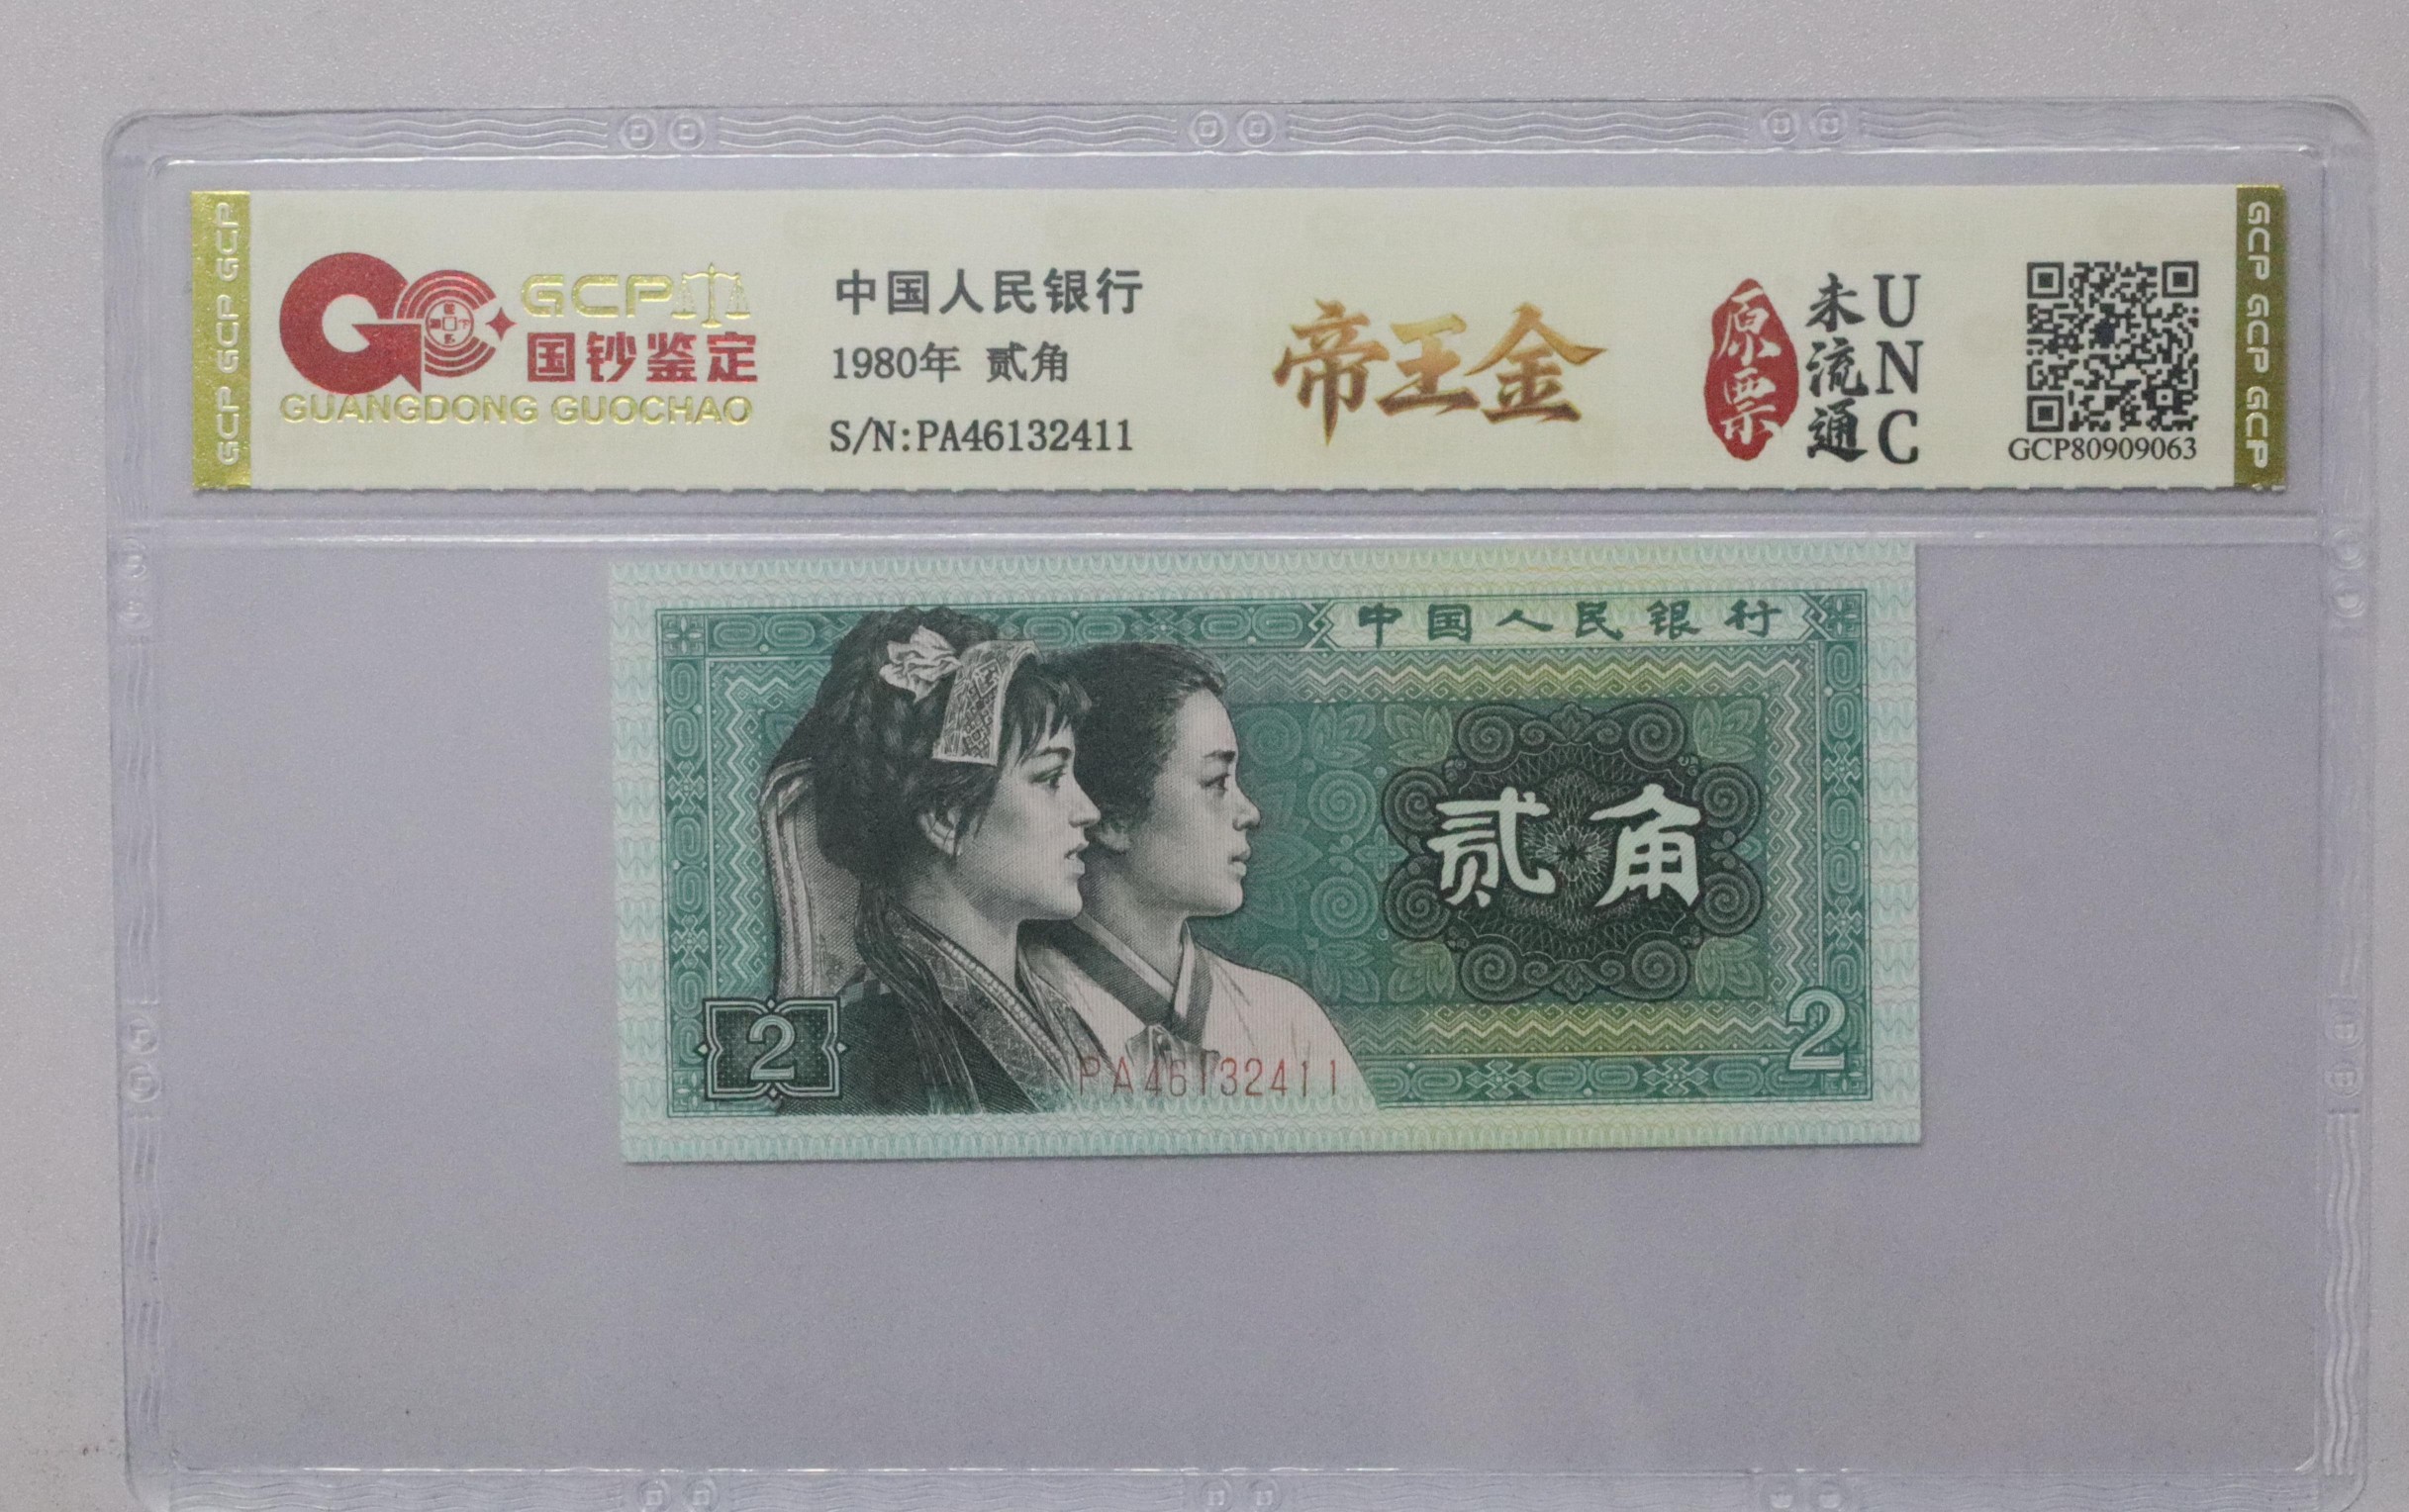 GCP GCP GCP
GCP
国钞鉴定
GUANGDONG GUOCHAO
中国人民银行
1980年 贰角
S/N:PA46132411
帝王金
原票
未流通
UNC
GCP80909063
GCP GCP GCP
中国人民银行
贰角
2
2
PA46132411